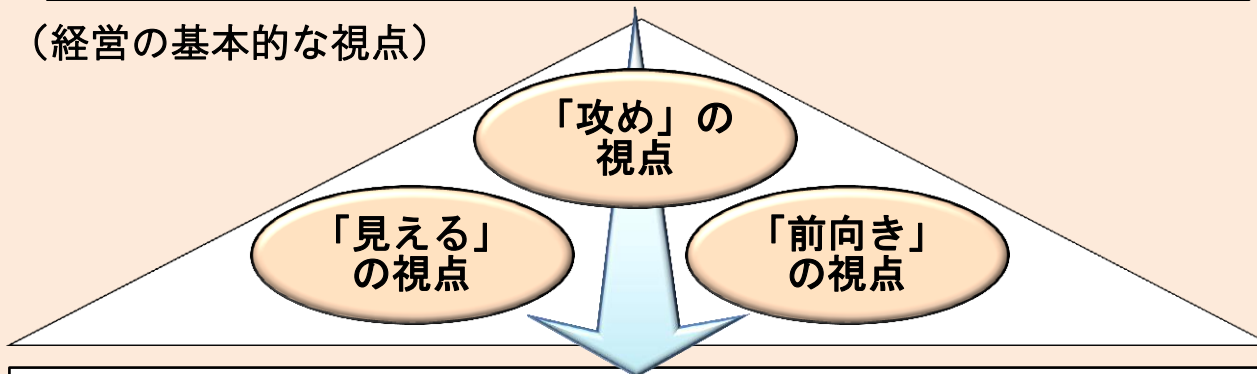 （経営の基本的な視点）
「攻め」の
視点
「見える」
の視点
「前向き」
の視点